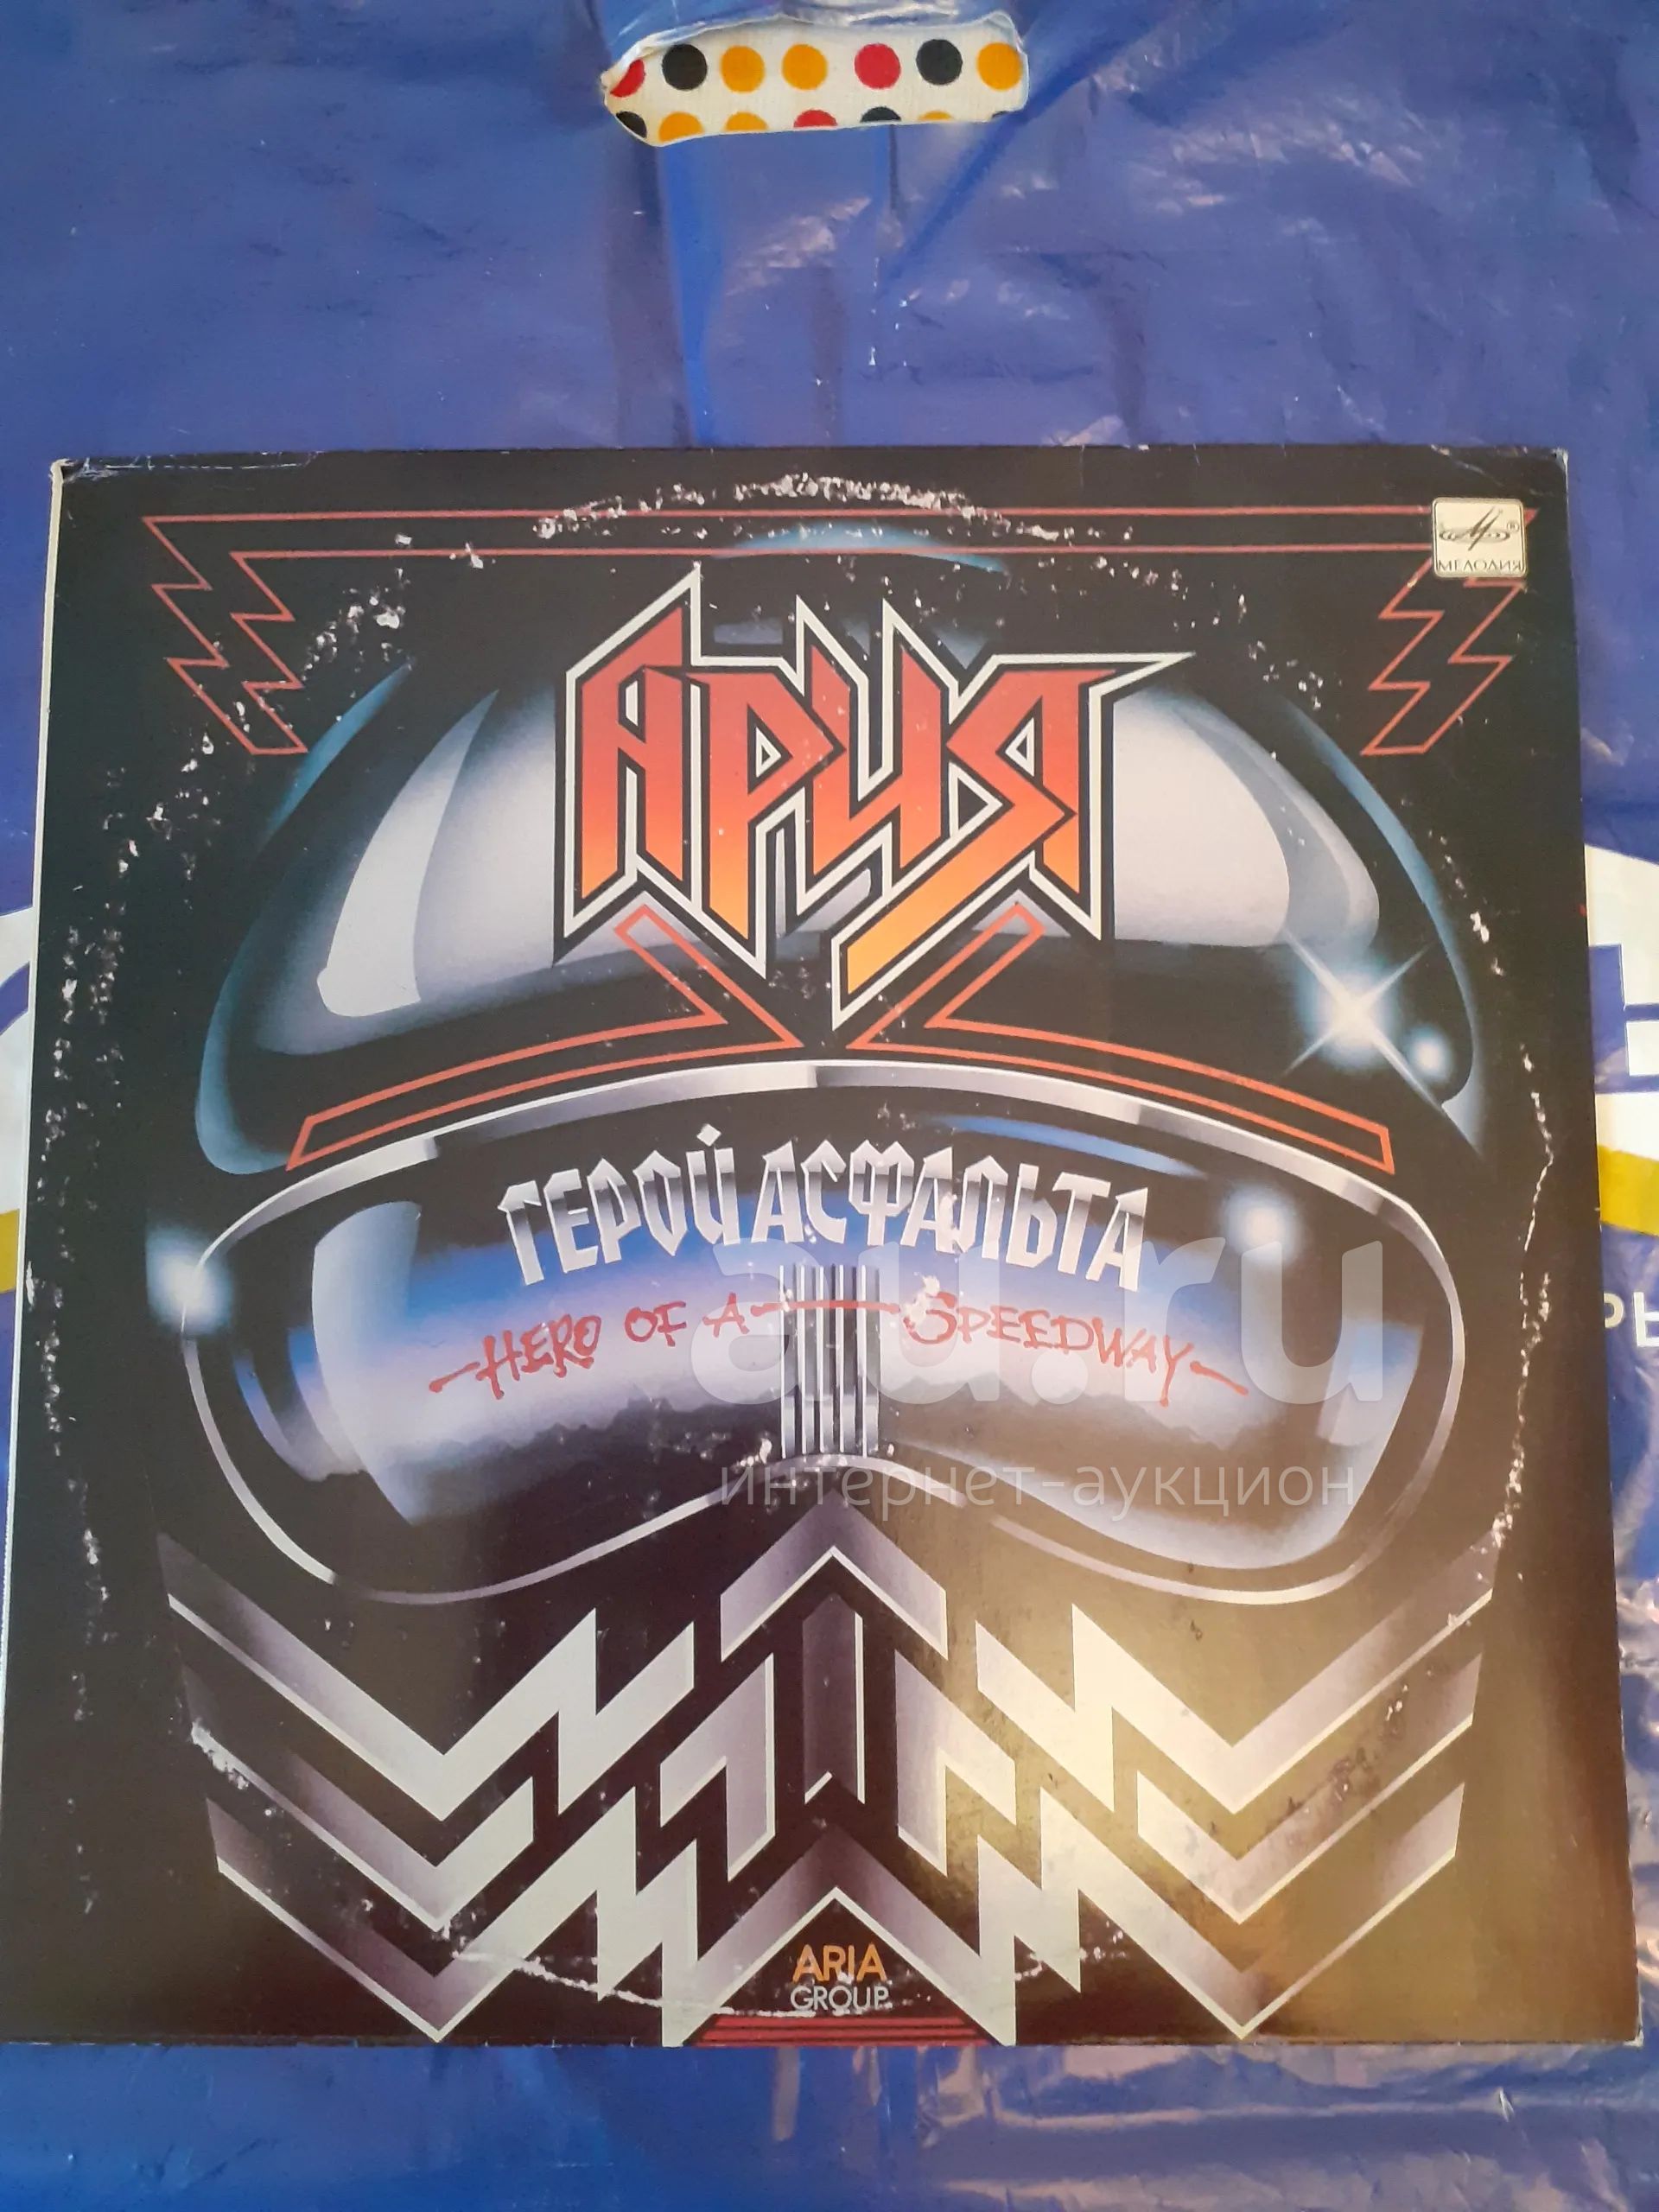 МЕЛОДИЯ
АРИЯ
ГЕРОЙ АСФАЛЬТА
HERO OF A SPEEDWAY
au.ru
интернет-аукцион
ARIA
GROUP